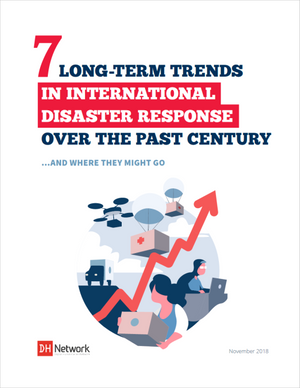 7 LONG-TERM TRENDS
IN INTERNATIONAL
DISASTER RESPONSE
OVER THE PAST CENTURY
...AND WHERE THEY MIGHT GO
DH Network
November 2018